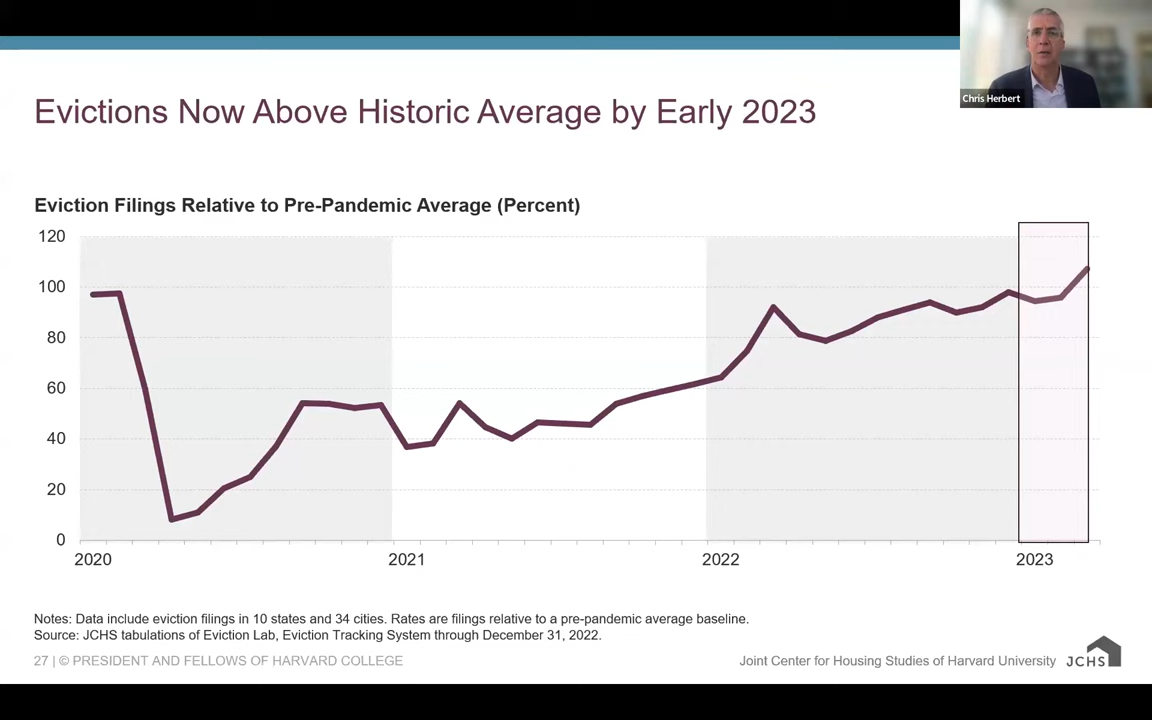 Chris Herbert
Evictions Now Above Historic Average by Early 2023
Eviction Filings Relative to Pre-Pandemic Average (Percent)
120
100
80
60
40
20
0
2020 2021 2022 2023
Notes: Data include eviction filings in 10 states and 34 cities. Rates are filings relative to a pre-pandemic average baseline.
Source: JCHS tabulations of Eviction Lab, Eviction Tracking System through December 31, 2022.
27 | © PRESIDENT AND FELLOWS OF HARVARD COLLEGE Joint Center for Housing Studies of Harvard University JCHS